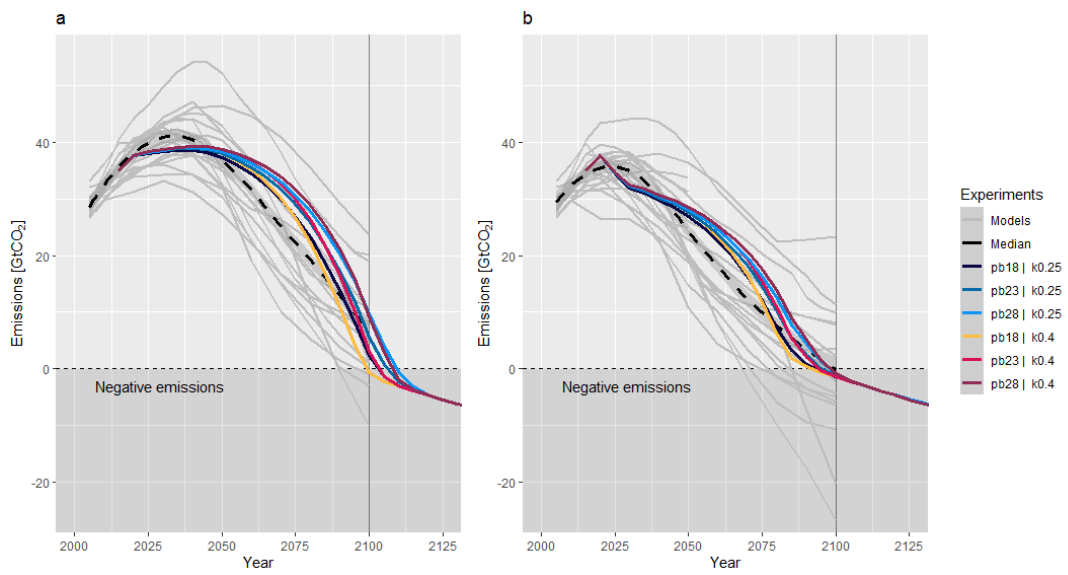 a
b
Emissions [GtCO₂]
40
20
0
-20
Negative emissions
2000 2025 2050 2075 2100 2125
Year
Emissions [GtCO₂]
40
20
0
-20
Negative emissions
2000 2025 2050 2075 2100 2125
Year
Experiments
Models
Median
pb18 | k0.25
pb23 | k0.25
pb28 | k0.25
pb18 | k0.4
pb23 | k0.4
pb28 | k0.4